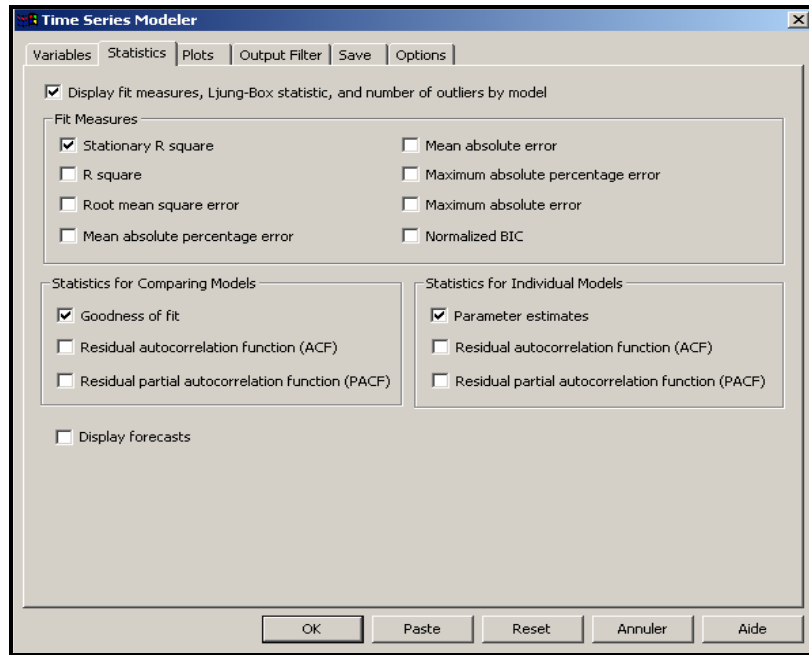 Time Series Modeler
Variables Statistics Plots Output Filter Save Options
Display fit measures, Ljung-Box statistic, and number of outliers by model
Fit Measures
Stationary R square
R square
Root mean square error
Mean absolute percentage error
Mean absolute error
Maximum absolute percentage error
Maximum absolute error
Normalized BIC
Statistics for Comparing Models
Goodness of fit
Residual autocorrelation function (ACF)
Residual partial autocorrelation function (PACF)
Statistics for Individual Models
Parameter estimates
Residual autocorrelation function (ACF)
Residual partial autocorrelation function (PACF)
Display forecasts
OK Paste Reset Annuler Aide